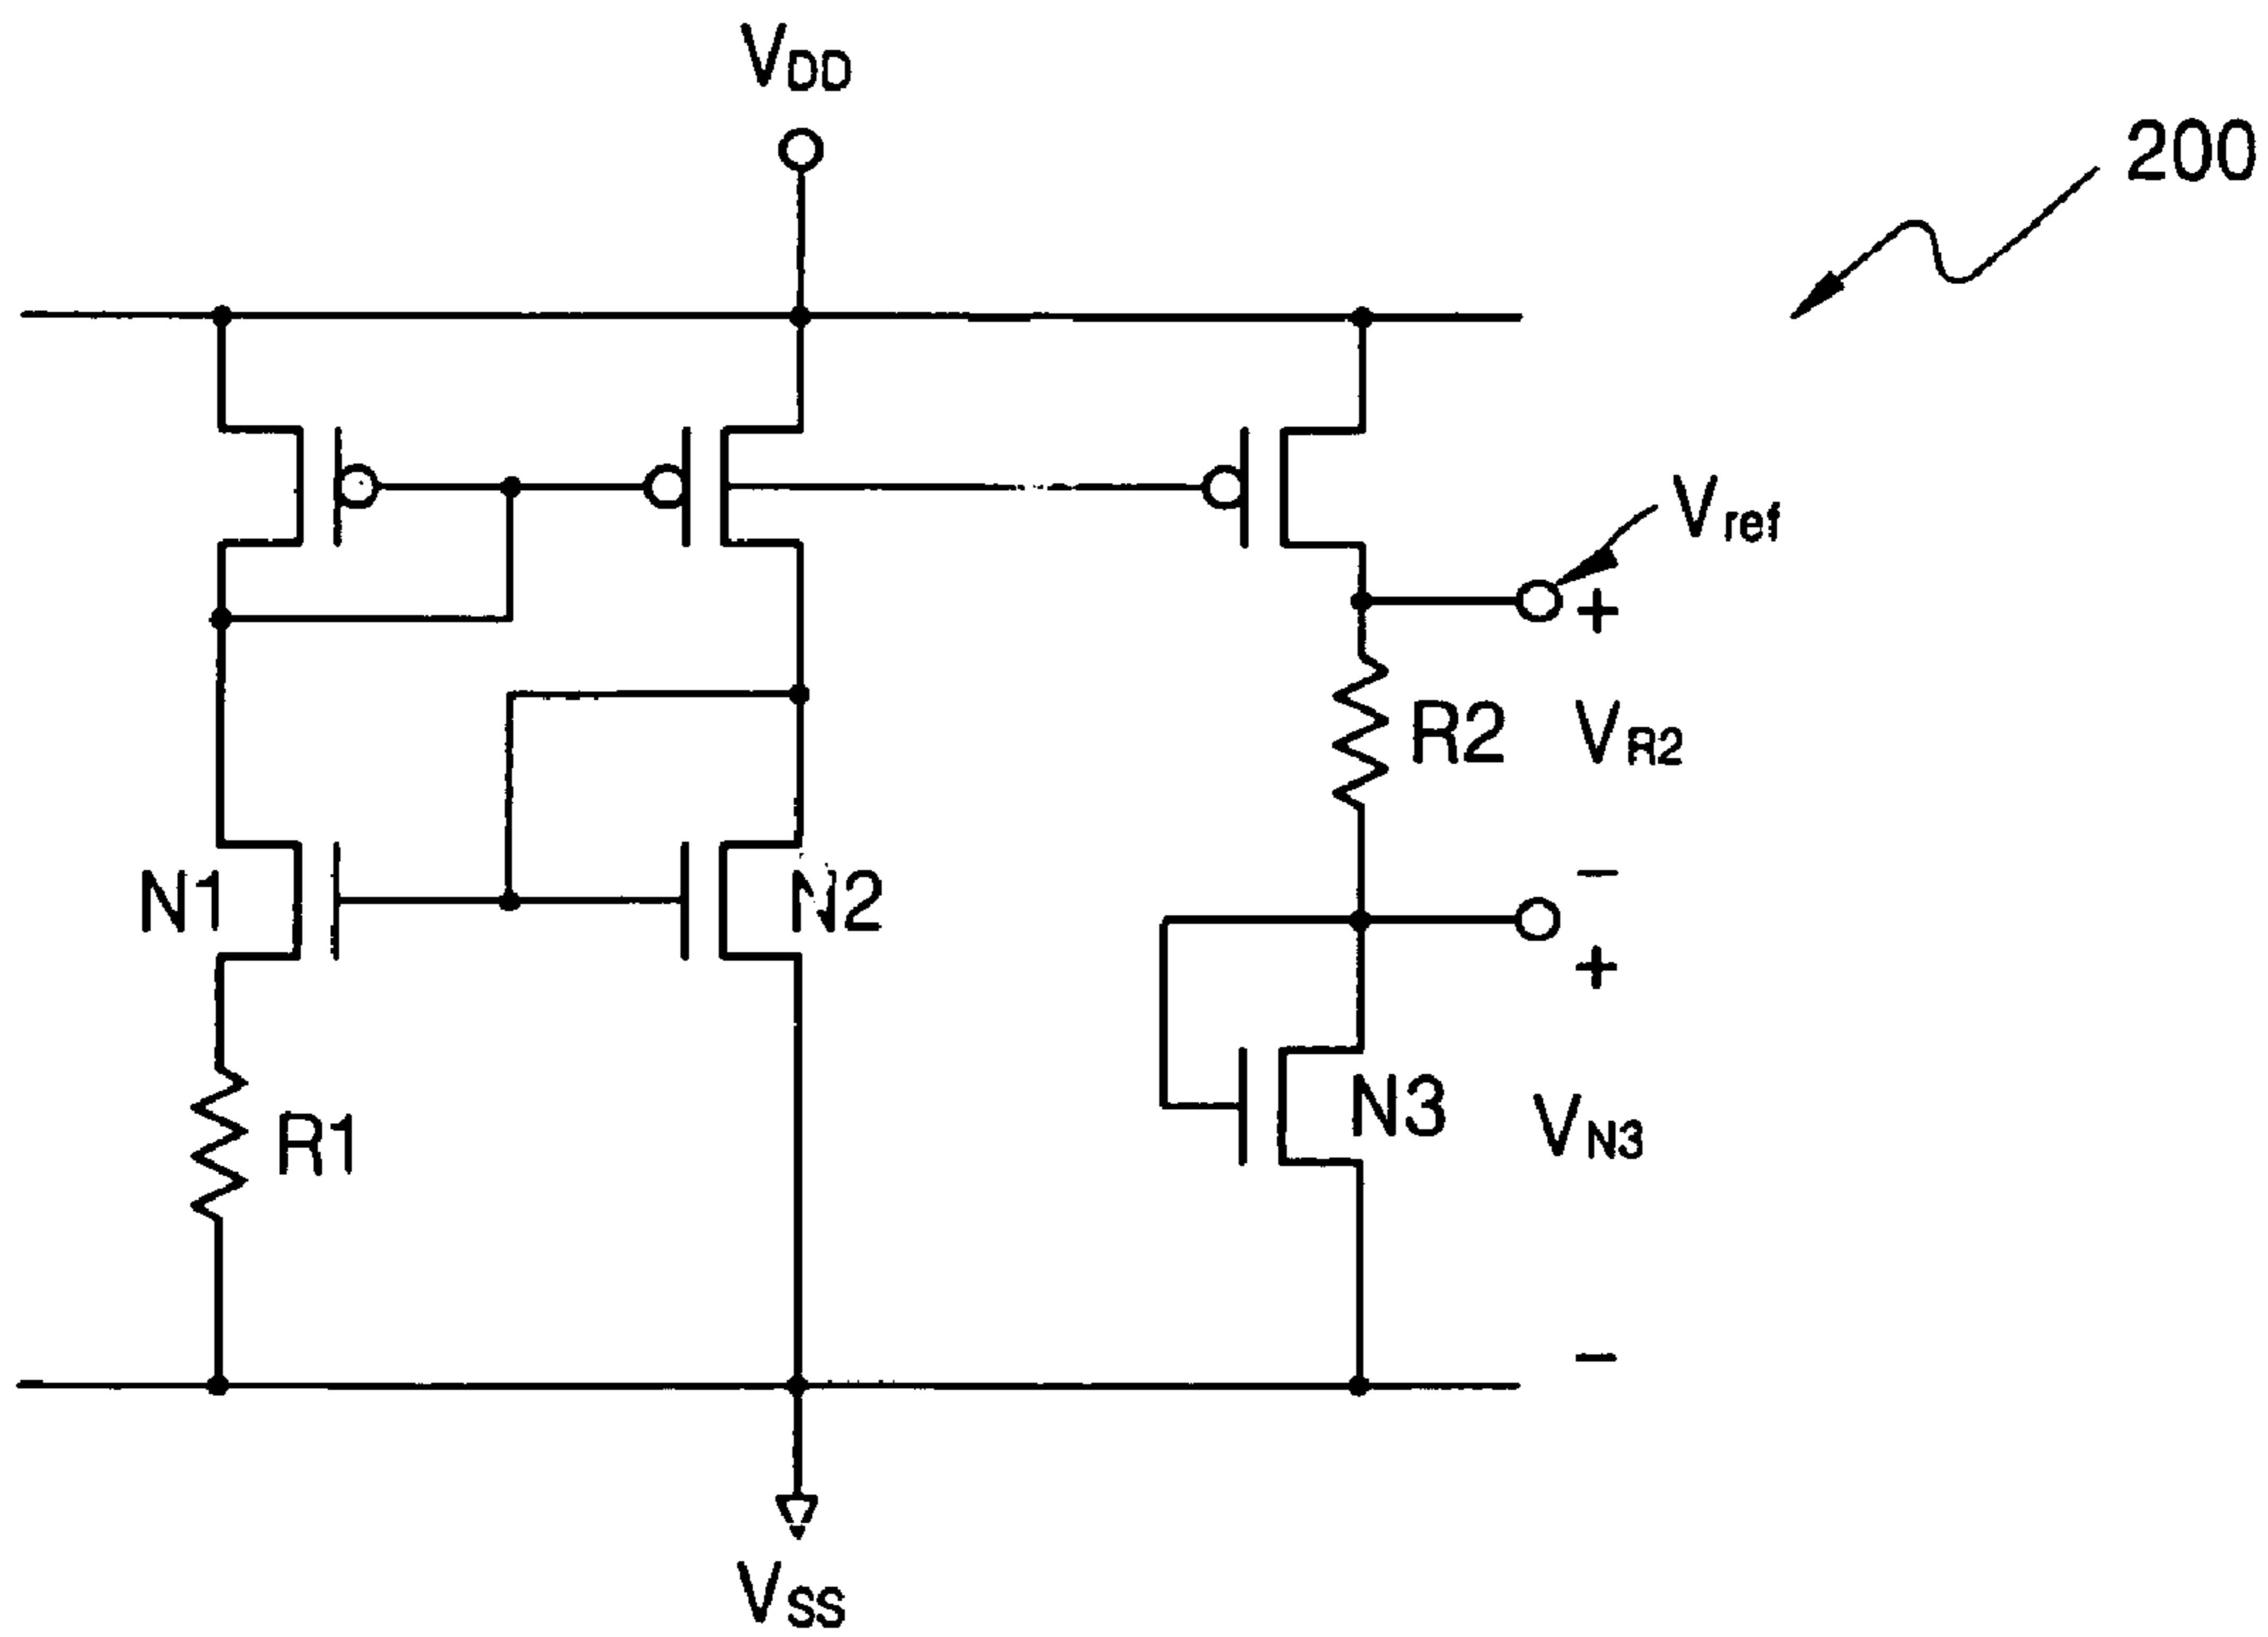 VDD
200
Vref
+
R2
VR2
N1
N2
−
+
R1
N3
VN3
−
VSS